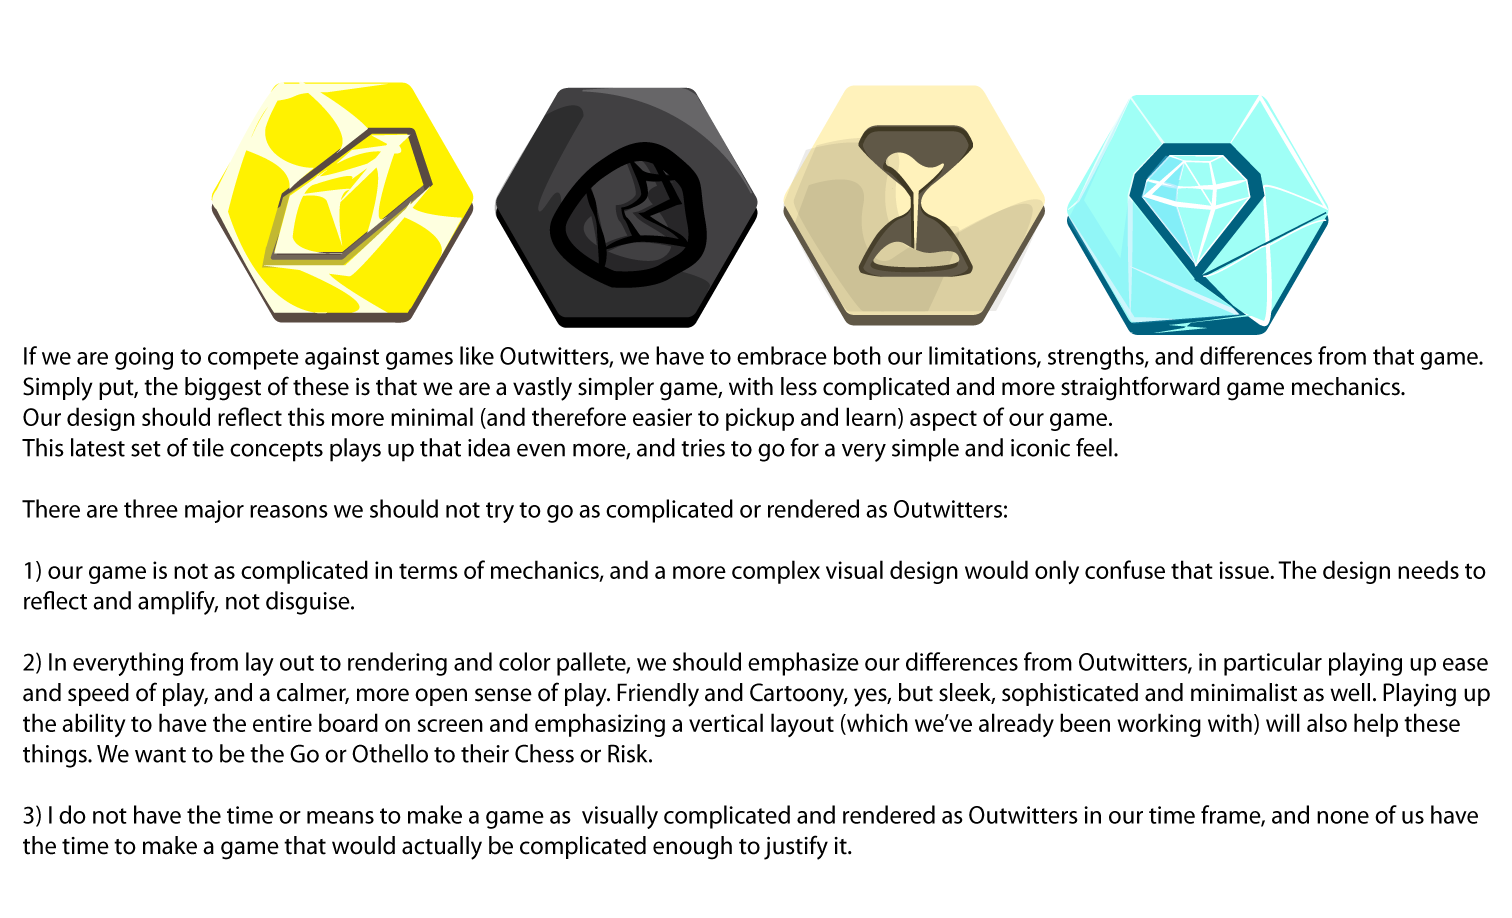 If we are going to compete against games like Outwitters, we have to embrace both our limitations, strengths, and differences from that game.
Simply put, the biggest of these is that we are a vastly simpler game, with less complicated and more straightforward game mechanics.
Our design should reflect this more minimal (and therefore easier to pickup and learn) aspect of our game.
This latest set of tile concepts plays up that idea even more, and tries to go for a very simple and iconic feel.
There are three major reasons we should not try to go as complicated or rendered as Outwitters:
1) our game is not as complicated in terms of mechanics, and a more complex visual design would only confuse that issue. The design needs to
reflect and amplify, not disguise.
2) In everything from lay out to rendering and color pallete, we should emphasize our differences from Outwitters, in particular playing up ease
and speed of play, and a calmer, more open sense of play. Friendly and Cartoony, yes, but sleek, sophisticated and minimalist as well. Playing up
the ability to have the entire board on screen and emphasizing a vertical layout (which we’ve already been working with) will also help these
things. We want to be the Go or Othello to their Chess or Risk.
3) I do not have the time or means to make a game as  visually complicated and rendered as Outwitters in our time frame, and none of us have
the time to make a game that would actually be complicated enough to justify it.